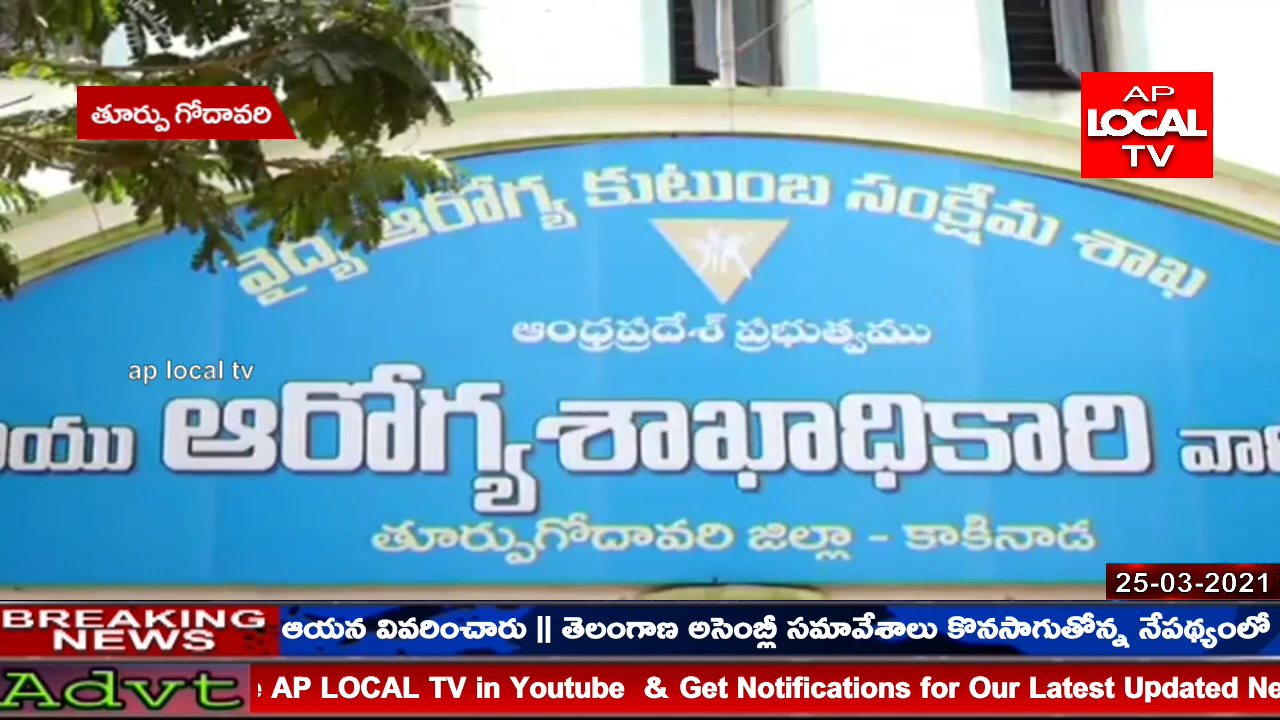 తూర్పు గోదావరి
AP
LOCAL
TV
వైద్య ఆరోగ్య కుటుంబ సంక్షేమ శాఖ
ఆంధ్రప్రదేశ్ ప్రభుత్వము
ap local tv
ఆరోగ్యశాఖాధికారి
తూర్పుగోదావరి జిల్లా - కాకినాడ
25-03-2021
BREAKING
NEWS
ఆయన వివరించారు || తెలంగాణ అసెంబ్లీ సమావేశాలు కొనసాగుతోన్న నేపథ్యంలో
Advt
AP LOCAL TV in Youtube & Get Notifications for Our Latest Updated